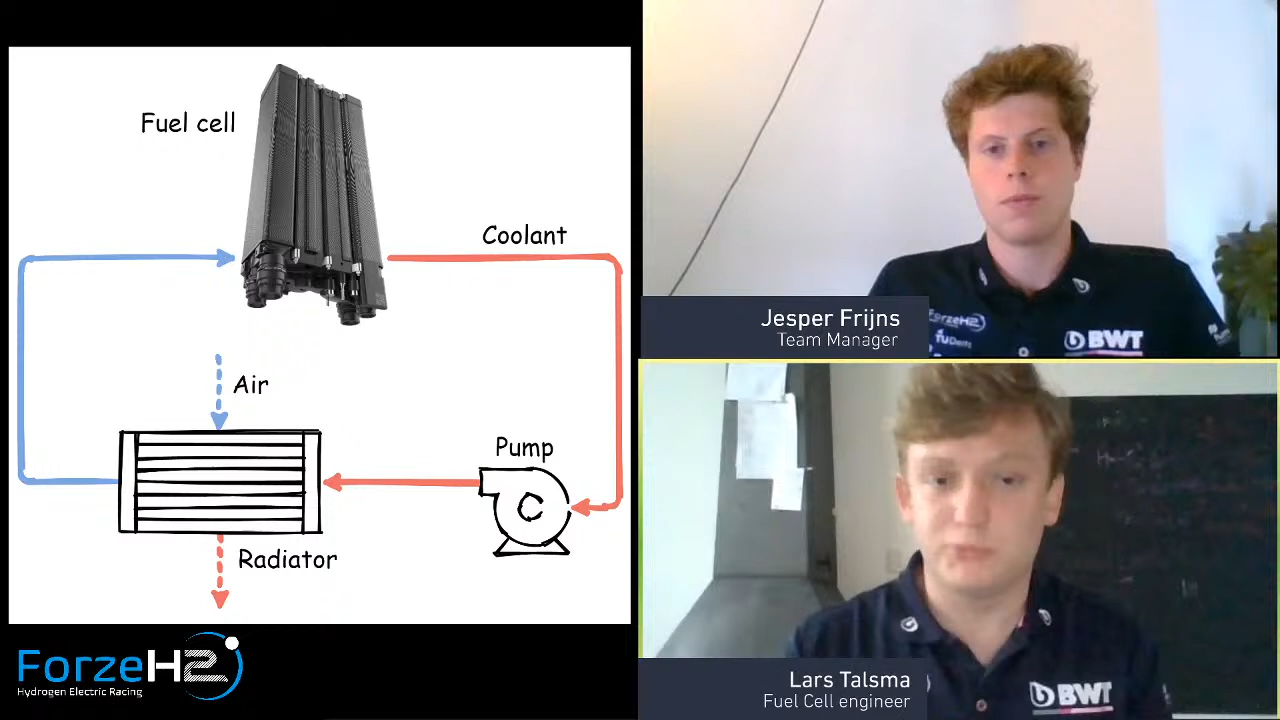 Fuel cell
Coolant
Air
Pump
Radiator
ForzeH2
Hydrogen Electric Racing
Jesper Frijns
Team Manager
ForzeH2
BWT
Lars Talsma
Fuel Cell engineer
BWT